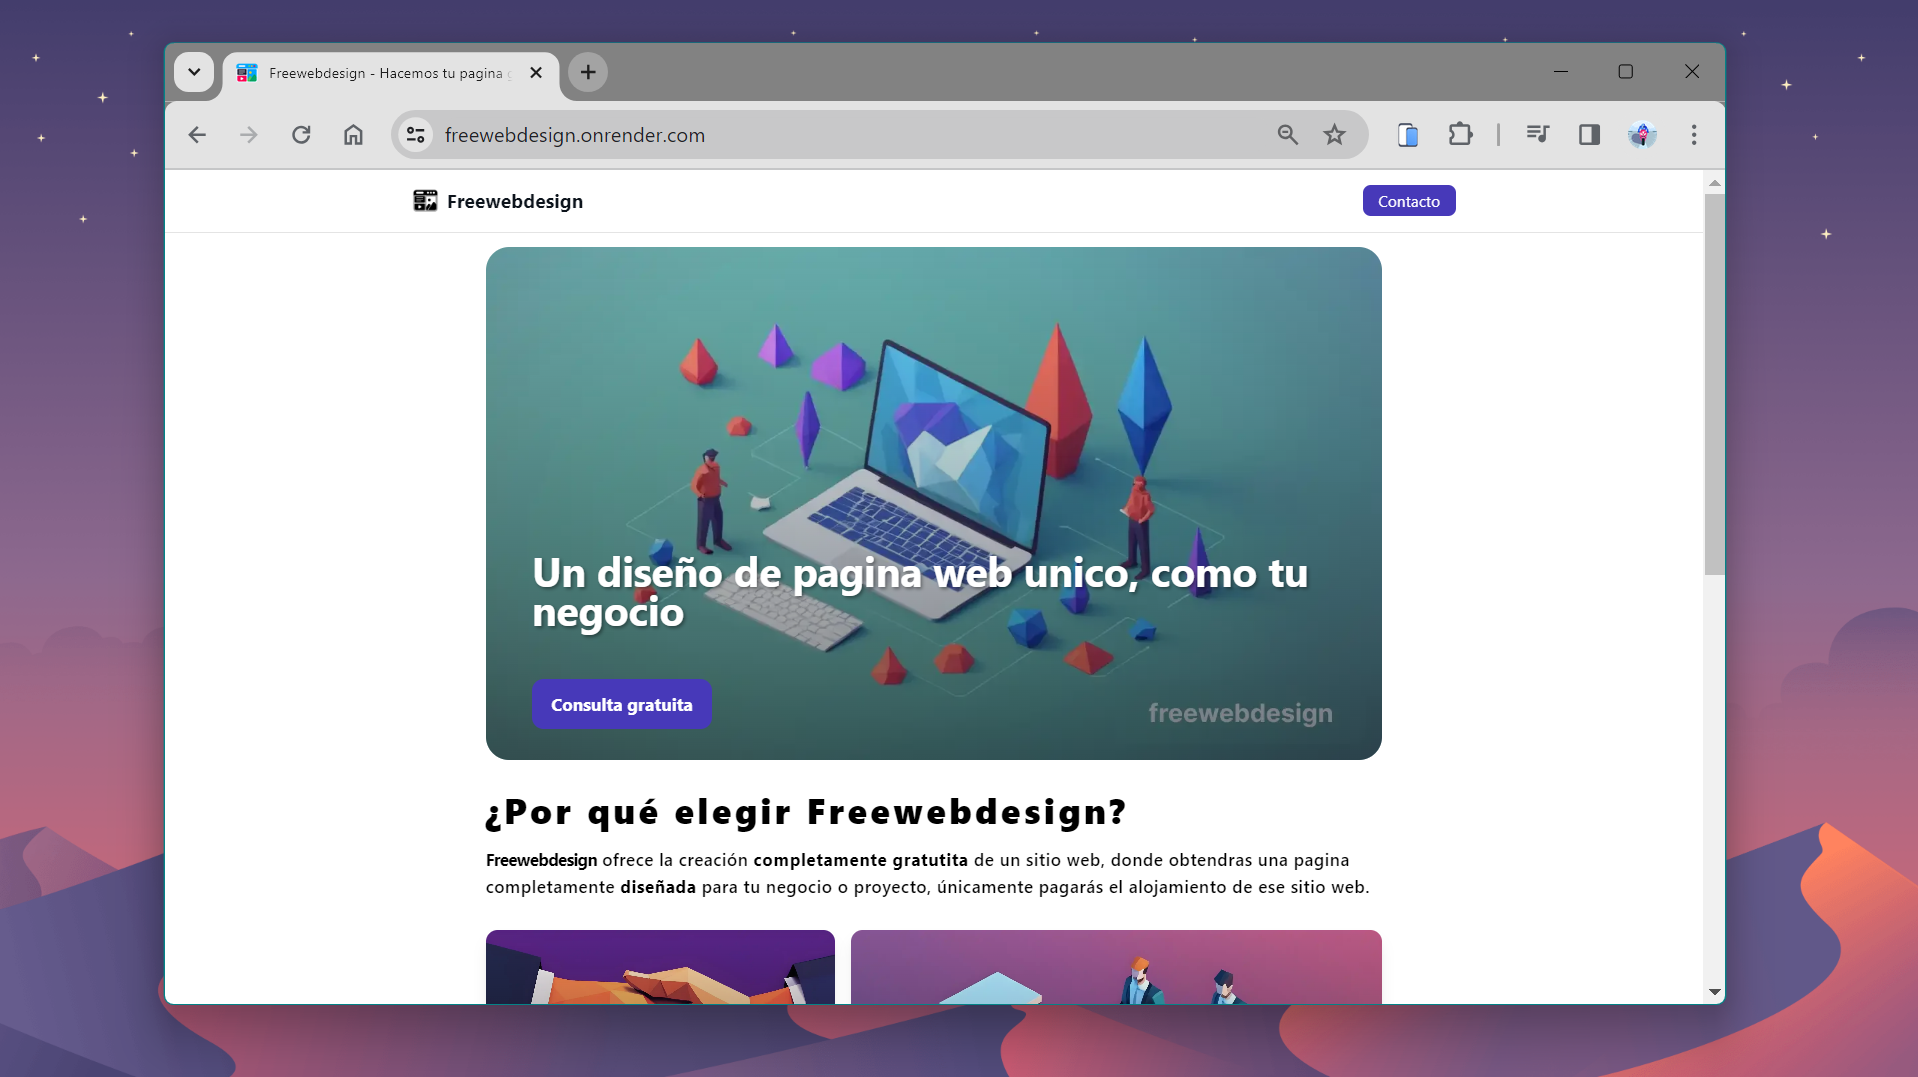 Freewebdesign - Hacemos tu pagina
freewebdesign.onrender.com
Freewebdesign
Contacto
Un diseño de pagina web unico, como tu
negocio
Consulta gratuita
freewebdesign
¿Por qué elegir Freewebdesign?
Freewebdesign ofrece la creación completamente gratutita de un sitio web, donde obtendras una pagina
completamente diseñada para tu negocio o proyecto, únicamente pagarás el alojamiento de ese sitio web.